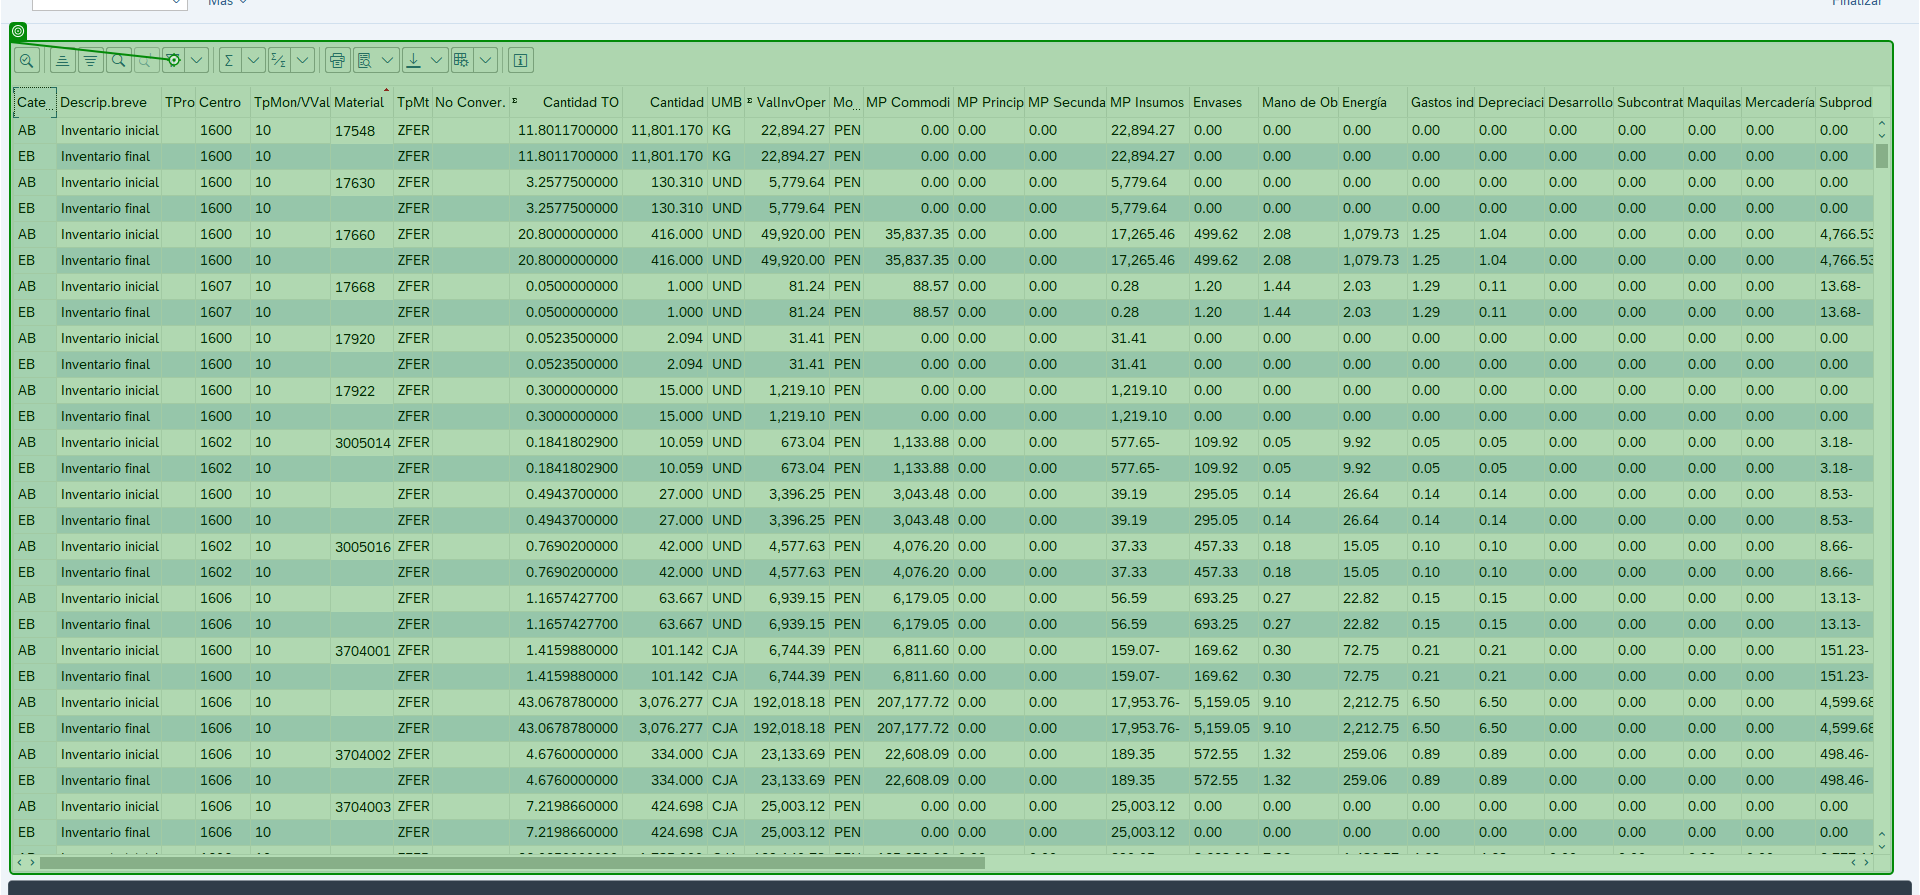 Más Finalizar
Cate... Descrip.breve TPro Centro TpMon/VVal Material TpMt No Conver. Σ Cantidad TO Cantidad UMB Σ ValInvOper Mo... MP Commodi MP Princip MP Secunda MP Insumos Envases Mano de Ob Energía Gastos ind Depreciaci Desarrollo Subcontrat Maquilas Mercadería Subprod
AB Inventario inicial 1600 10 17548 ZFER 11.8011700000 11,801.170 KG 22,894.27 PEN 0.00 0.00 0.00 22,894.27 0.00 0.00 0.00 0.00 0.00 0.00 0.00 0.00 0.00 0.00
EB Inventario final 1600 10 ZFER 11.8011700000 11,801.170 KG 22,894.27 PEN 0.00 0.00 0.00 22,894.27 0.00 0.00 0.00 0.00 0.00 0.00 0.00 0.00 0.00 0.00
AB Inventario inicial 1600 10 17630 ZFER 3.2577500000 130.310 UND 5,779.64 PEN 0.00 0.00 0.00 5,779.64 0.00 0.00 0.00 0.00 0.00 0.00 0.00 0.00 0.00 0.00
EB Inventario final 1600 10 ZFER 3.2577500000 130.310 UND 5,779.64 PEN 0.00 0.00 0.00 5,779.64 0.00 0.00 0.00 0.00 0.00 0.00 0.00 0.00 0.00 0.00
AB Inventario inicial 1600 10 17660 ZFER 20.8000000000 416.000 UND 49,920.00 PEN 35,837.35 0.00 0.00 17,265.46 499.62 2.08 1,079.73 1.25 1.04 0.00 0.00 0.00 0.00 4,766.53
EB Inventario final 1600 10 ZFER 20.8000000000 416.000 UND 49,920.00 PEN 35,837.35 0.00 0.00 17,265.46 499.62 2.08 1,079.73 1.25 1.04 0.00 0.00 0.00 0.00 4,766.53
AB Inventario inicial 1607 10 17668 ZFER 0.0500000000 1.000 UND 81.24 PEN 88.57 0.00 0.00 0.28 1.20 1.44 2.03 1.29 0.11 0.00 0.00 0.00 0.00 13.68-
EB Inventario final 1607 10 ZFER 0.0500000000 1.000 UND 81.24 PEN 88.57 0.00 0.00 0.28 1.20 1.44 2.03 1.29 0.11 0.00 0.00 0.00 0.00 13.68-
AB Inventario inicial 1600 10 17920 ZFER 0.0523500000 2.094 UND 31.41 PEN 0.00 0.00 0.00 31.41 0.00 0.00 0.00 0.00 0.00 0.00 0.00 0.00 0.00 0.00
EB Inventario final 1600 10 ZFER 0.0523500000 2.094 UND 31.41 PEN 0.00 0.00 0.00 31.41 0.00 0.00 0.00 0.00 0.00 0.00 0.00 0.00 0.00 0.00
AB Inventario inicial 1600 10 17922 ZFER 0.3000000000 15.000 UND 1,219.10 PEN 0.00 0.00 0.00 1,219.10 0.00 0.00 0.00 0.00 0.00 0.00 0.00 0.00 0.00 0.00
EB Inventario final 1600 10 ZFER 0.3000000000 15.000 UND 1,219.10 PEN 0.00 0.00 0.00 1,219.10 0.00 0.00 0.00 0.00 0.00 0.00 0.00 0.00 0.00 0.00
AB Inventario inicial 1602 10 3005014 ZFER 0.1841802900 10.059 UND 673.04 PEN 1,133.88 0.00 0.00 577.65- 109.92 0.05 9.92 0.05 0.05 0.00 0.00 0.00 0.00 3.18-
EB Inventario final 1602 10 ZFER 0.1841802900 10.059 UND 673.04 PEN 1,133.88 0.00 0.00 577.65- 109.92 0.05 9.92 0.05 0.05 0.00 0.00 0.00 0.00 3.18-
AB Inventario inicial 1600 10 ZFER 0.4943700000 27.000 UND 3,396.25 PEN 3,043.48 0.00 0.00 39.19 295.05 0.14 26.64 0.14 0.14 0.00 0.00 0.00 0.00 8.53-
EB Inventario final 1600 10 ZFER 0.4943700000 27.000 UND 3,396.25 PEN 3,043.48 0.00 0.00 39.19 295.05 0.14 26.64 0.14 0.14 0.00 0.00 0.00 0.00 8.53-
AB Inventario inicial 1602 10 3005016 ZFER 0.7690200000 42.000 UND 4,577.63 PEN 4,076.20 0.00 0.00 37.33 457.33 0.18 15.05 0.10 0.10 0.00 0.00 0.00 0.00 8.66-
EB Inventario final 1602 10 ZFER 0.7690200000 42.000 UND 4,577.63 PEN 4,076.20 0.00 0.00 37.33 457.33 0.18 15.05 0.10 0.10 0.00 0.00 0.00 0.00 8.66-
AB Inventario inicial 1606 10 ZFER 1.1657427700 63.667 UND 6,939.15 PEN 6,179.05 0.00 0.00 56.59 693.25 0.27 22.82 0.15 0.15 0.00 0.00 0.00 0.00 13.13-
EB Inventario final 1606 10 ZFER 1.1657427700 63.667 UND 6,939.15 PEN 6,179.05 0.00 0.00 56.59 693.25 0.27 22.82 0.15 0.15 0.00 0.00 0.00 0.00 13.13-
AB Inventario inicial 1600 10 3704001 ZFER 1.4159880000 101.142 CJA 6,744.39 PEN 6,811.60 0.00 0.00 159.07- 169.62 0.30 72.75 0.21 0.21 0.00 0.00 0.00 0.00 151.23-
EB Inventario final 1600 10 ZFER 1.4159880000 101.142 CJA 6,744.39 PEN 6,811.60 0.00 0.00 159.07- 169.62 0.30 72.75 0.21 0.21 0.00 0.00 0.00 0.00 151.23-
AB Inventario inicial 1606 10 ZFER 43.0678780000 3,076.277 CJA 192,018.18 PEN 207,177.72 0.00 0.00 17,953.76- 5,159.05 9.10 2,212.75 6.50 6.50 0.00 0.00 0.00 0.00 4,599.68
EB Inventario final 1606 10 ZFER 43.0678780000 3,076.277 CJA 192,018.18 PEN 207,177.72 0.00 0.00 17,953.76- 5,159.05 9.10 2,212.75 6.50 6.50 0.00 0.00 0.00 0.00 4,599.68
AB Inventario inicial 1606 10 3704002 ZFER 4.6760000000 334.000 CJA 23,133.69 PEN 22,608.09 0.00 0.00 189.35 572.55 1.32 259.06 0.89 0.89 0.00 0.00 0.00 0.00 498.46-
EB Inventario final 1606 10 ZFER 4.6760000000 334.000 CJA 23,133.69 PEN 22,608.09 0.00 0.00 189.35 572.55 1.32 259.06 0.89 0.89 0.00 0.00 0.00 0.00 498.46-
AB Inventario inicial 1606 10 3704003 ZFER 7.2198660000 424.698 CJA 25,003.12 PEN 0.00 0.00 0.00 25,003.12 0.00 0.00 0.00 0.00 0.00 0.00 0.00 0.00 0.00 0.00
EB Inventario final 1606 10 ZFER 7.2198660000 424.698 CJA 25,003.12 PEN 0.00 0.00 0.00 25,003.12 0.00 0.00 0.00 0.00 0.00 0.00 0.00 0.00 0.00 0.00